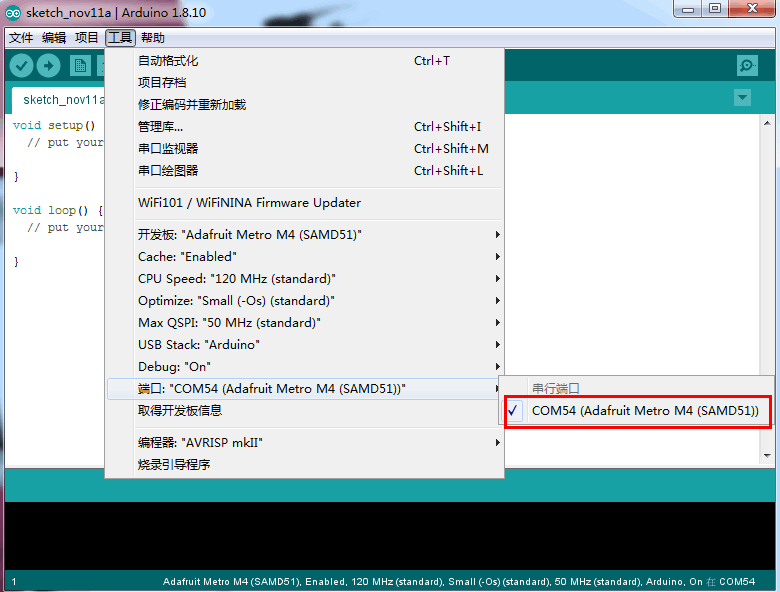 sketch_nov11a | Arduino 1.8.10
文件 编辑 项目 工具 帮助
sketch_nov11a
void setup()
// put your
}
void loop() {
// put your
}
自动格式化 Ctrl+T
项目存档
修正编码并重新加载
管理库... Ctrl+Shift+I
串口监视器 Ctrl+Shift+M
串口绘图器 Ctrl+Shift+L
WiFi101 / WiFiNINA Firmware Updater
开发板: "Adafruit Metro M4 (SAMD51)"
Cache: "Enabled"
CPU Speed: "120 MHz (standard)"
Optimize: "Small (-Os) (standard)"
Max QSPI: "50 MHz (standard)"
USB Stack: "Arduino"
Debug: "On"
端口: "COM54 (Adafruit Metro M4 (SAMD51))"
串行端口
COM54 (Adafruit Metro M4 (SAMD51))
取得开发板信息
编程器: "AVRISP mkII"
烧录引导程序
1 Adafruit Metro M4 (SAMD51), Enabled, 120 MHz (standard), Small (-Os) (standard), 50 MHz (standard), Arduino, On 在 COM54